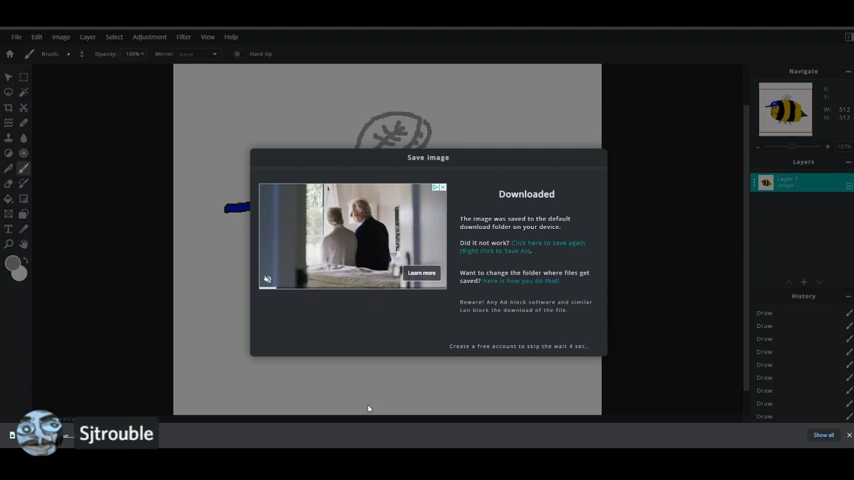 File Edit Image Layer Select Adjustment Filter View Help
Brush: Opacity: 100% Mirror: None Hard tip
Navigate
X:
Y:
W: 512
H: 512
107%
Save Image
Layers
Layer 1
Image
Downloaded
The image was saved to the default
download folder on your device.
Did it not work? Click here to save again
(Right click to Save As).
Want to change the folder where files get
saved? Here is how you do that!
Beware! Any Ad-block software and similar
can block the download of the file.
Learn more
Create a free account to skip the wait 4 sec...
History
Draw
Draw
Draw
Draw
Draw
Draw
Draw
Draw
Draw
Sjtrouble
Show all